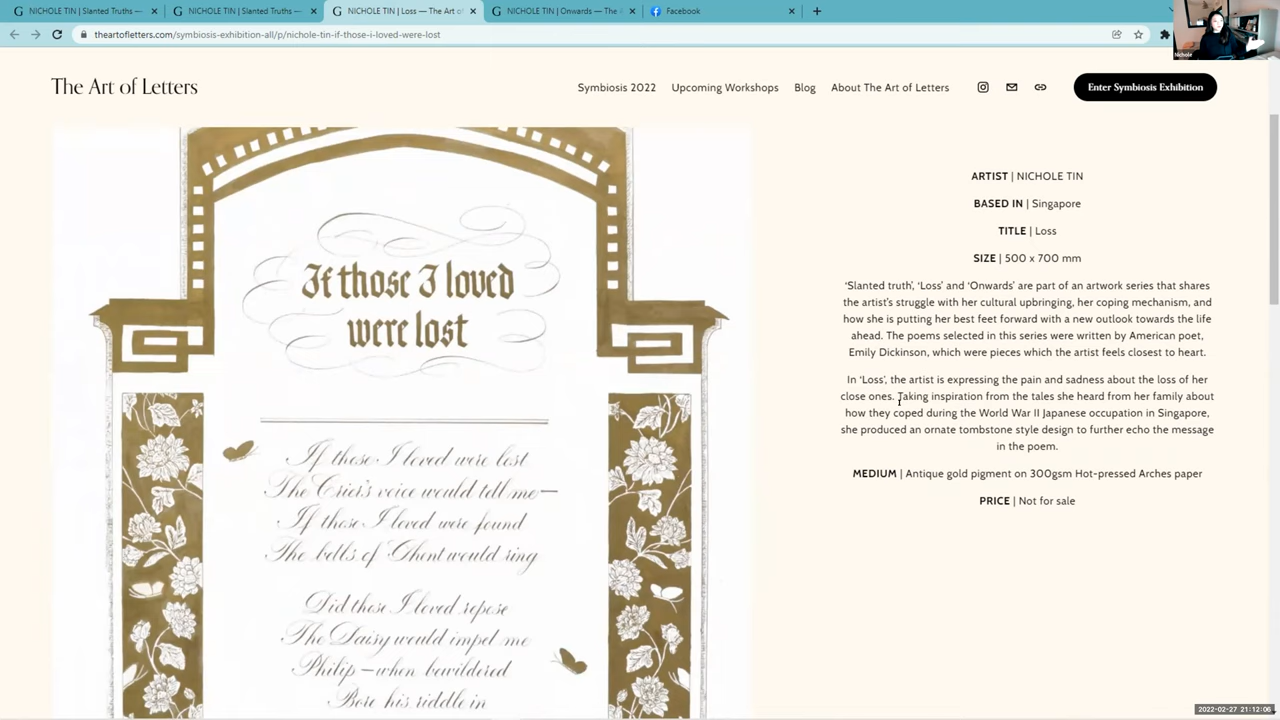 NICHOLE TIN | Slanted Truths —
NICHOLE TIN | Slanted Truths —
NICHOLE TIN | Loss — The Art of
NICHOLE TIN | Onwards — The A
Facebook
theartofletters.com/symbiosis-exhibition-all/p/nichole-tin-if-those-i-loved-were-lost
Nichole
The Art of Letters
Symbiosis 2022
Upcoming Workshops
Blog
About The Art of Letters
Enter Symbiosis Exhibition
If those I loved
were lost
If those I loved were lost
The Crier's voice would tell me—
If those I loved were found
The bells of Ghent would ring
Did those I loved repose
The Daisy would impel me
Philip—when bewildered
Bore his riddle in
ARTIST | NICHOLE TIN
BASED IN | Singapore
TITLE | Loss
SIZE | 500 x 700 mm
'Slanted truth', 'Loss' and 'Onwards' are part of an artwork series that shares
the artist's struggle with her cultural upbringing, her coping mechanism, and
how she is putting her best feet forward with a new outlook towards the life
ahead. The poems selected in this series were written by American poet,
Emily Dickinson, which were pieces which the artist feels closest to heart.
In 'Loss', the artist is expressing the pain and sadness about the loss of her
close ones. Taking inspiration from the tales she heard from her family about
how they coped during the World War II Japanese occupation in Singapore,
she produced an ornate tombstone style design to further echo the message
in the poem.
MEDIUM | Antique gold pigment on 300gsm Hot-pressed Arches paper
PRICE | Not for sale
2022-02-27 21:12:06